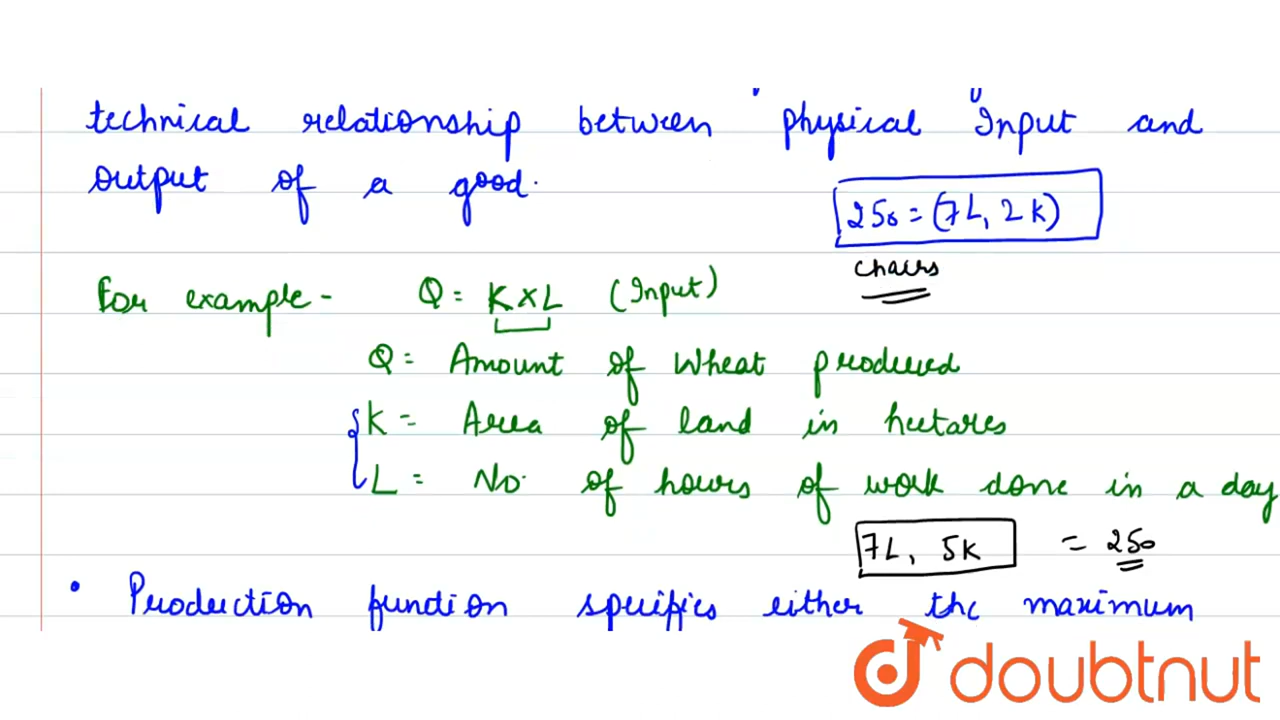 technical relationship between physical Input and
output of a good.
250 = (7L, 2K)
chairs
For example - Q = K×L (Input)
Q = Amount of Wheat produced
K = Area of land in hectares
L = No. of hours of work done in a day
7L, 5K = 250
• Production function specifies either the maximum
doubtnut